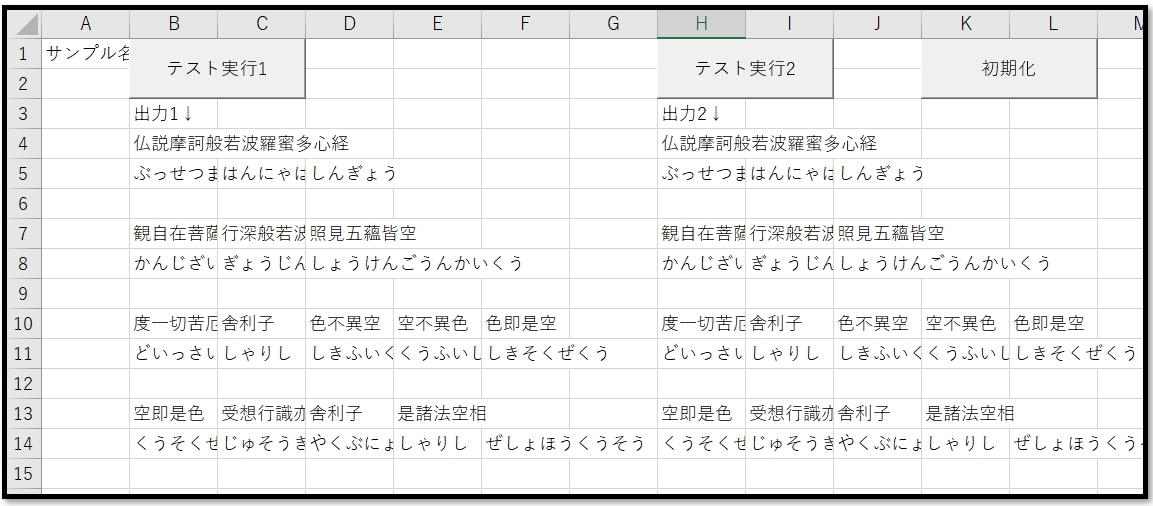 A B C D E F G H I J K L M
1 サンプル名 テスト実行1 テスト実行2 初期化
2
3 出力1↓ 出力2↓
4 仏説摩訶般若波羅蜜多心経 仏説摩訶般若波羅蜜多心経
5 ぶっせつま はんにゃは しんぎょう ぶっせつま はんにゃは しんぎょう
6
7 観自在菩薩 行深般若波 照見五蘊皆空 観自在菩薩 行深般若波 照見五蘊皆空
8 かんじざい ぎょうじん しょうけんごうんかいくう かんじざい ぎょうじん しょうけんごうんかいくう
9
10 度一切苦厄 舎利子 色不異空 空不異色 色即是空 度一切苦厄 舎利子 色不異空 空不異色 色即是空
11 どいっさい しゃりし しきふいく くうふいし しきそくぜくう どいっさい しゃりし しきふいく くうふいし しきそくぜくう
12
13 空即是色 受想行識亦 舎利子 是諸法空相 空即是色 受想行識亦 舎利子 是諸法空相
14 くうそくせ じゅそうき やくぶにょ しゃりし ぜしょほうくうそう くうそくせ じゅそうき やくぶにょ しゃりし ぜしょほうくう
15